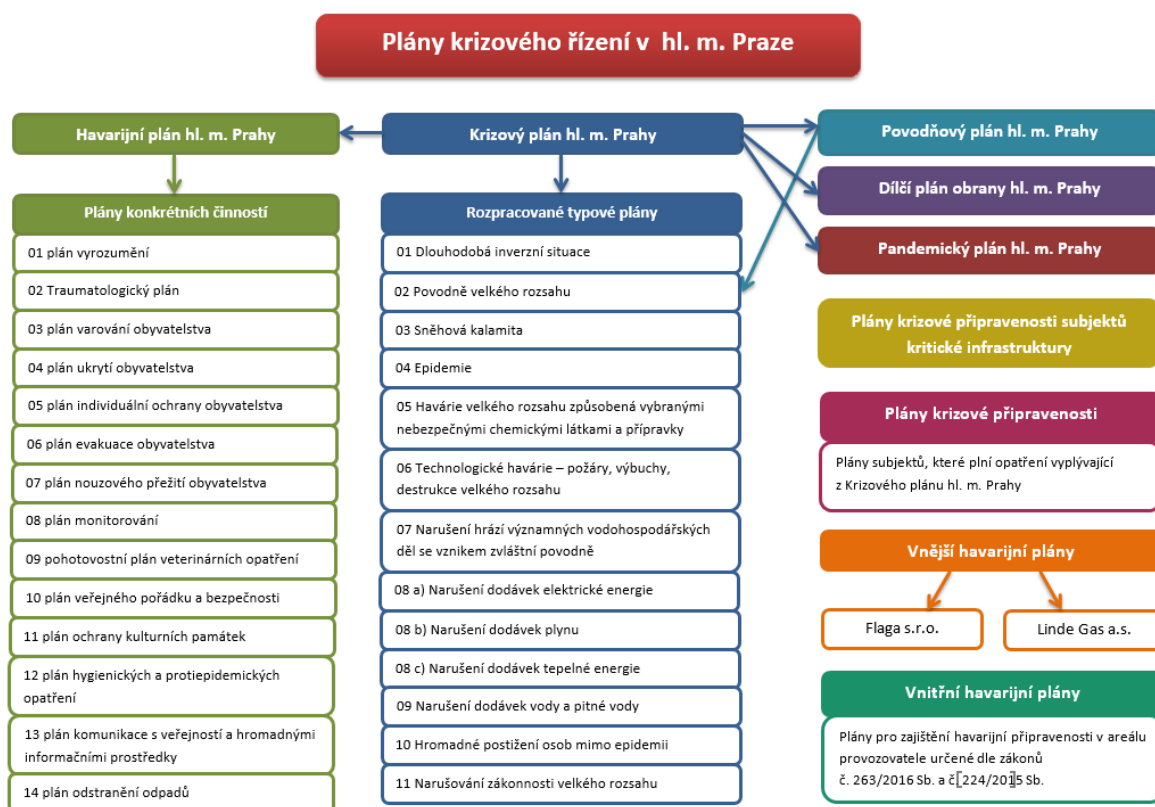 Plány krizového řízení v hl. m. Praze
Havarijní plán hl. m. Prahy
Plány konkrétních činností
01 plán vyrozumění
02 Traumatologický plán
03 plán varování obyvatelstva
04 plán ukrytí obyvatelstva
05 plán individuální ochrany obyvatelstva
06 plán evakuace obyvatelstva
07 plán nouzového přežití obyvatelstva
08 plán monitorování
09 pohotovostní plán veterinárních opatření
10 plán veřejného pořádku a bezpečnosti
11 plán ochrany kulturních památek
12 plán hygienických a protiepidemických
opatření
13 plán komunikace s veřejností a hromadnými
informačními prostředky
14 plán odstranění odpadů
Krizový plán hl. m. Prahy
Rozpracované typové plány
01 Dlouhodobá inverzní situace
02 Povodně velkého rozsahu
03 Sněhová kalamita
04 Epidemie
05 Havárie velkého rozsahu způsobená vybranými
nebezpečnými chemickými látkami a přípravky
06 Technologické havárie – požáry, výbuchy,
destrukce velkého rozsahu
07 Narušení hrází významných vodohospodářských
děl se vznikem zvláštní povodně
08 a) Narušení dodávek elektrické energie
08 b) Narušení dodávek plynu
08 c) Narušení dodávek tepelné energie
09 Narušení dodávek vody a pitné vody
10 Hromadné postižení osob mimo epidemii
11 Narušování zákonnosti velkého rozsahu
Povodňový plán hl. m. Prahy
Dílčí plán obrany hl. m. Prahy
Pandemický plán hl. m. Prahy
Plány krizové připravenosti subjektů
kritické infrastruktury
Plány krizové připravenosti
Plány subjektů, které plní opatření vyplývající
z Krizového plánu hl. m. Prahy
Vnější havarijní plány
Flaga s.r.o.
Linde Gas a.s.
Vnitřní havarijní plány
Plány pro zajištění havarijní připravenosti v areálu
provozovatele určené dle zákonů
č. 263/2016 Sb. a č[224/201]5 Sb.